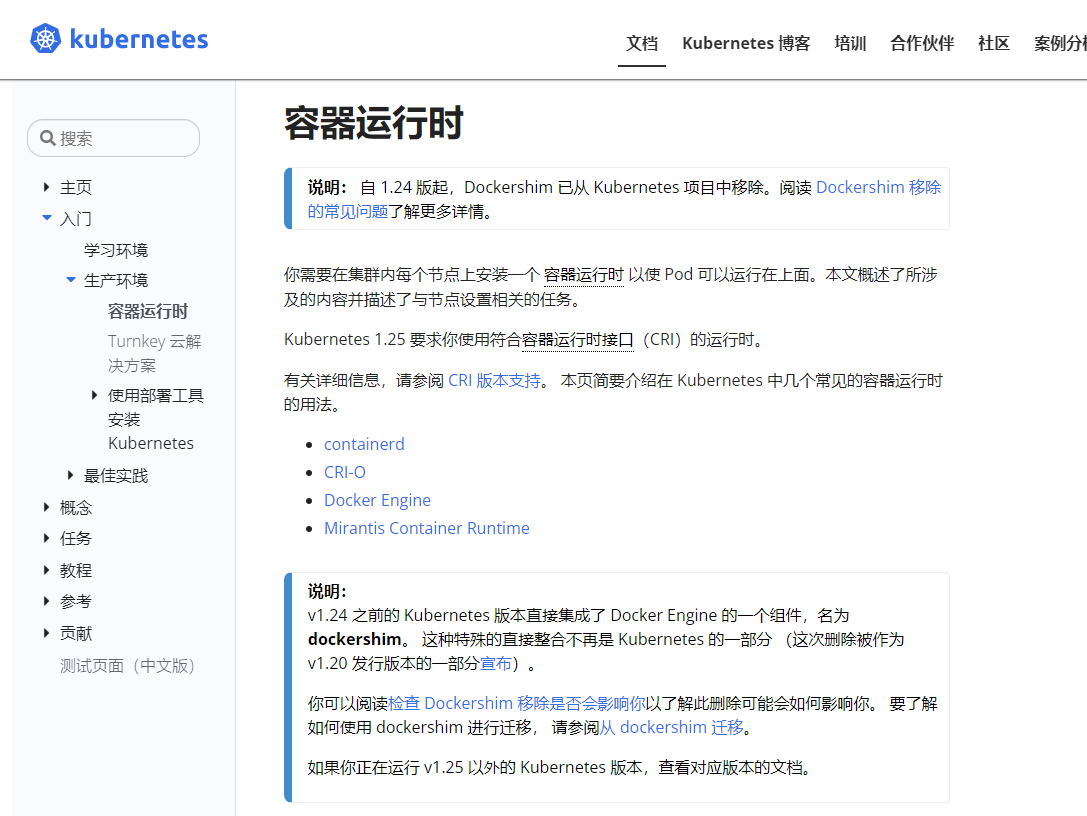 kubernetes
文档 Kubernetes 博客 培训 合作伙伴 社区 案例分
搜索
主页
入门
学习环境
生产环境
容器运行时
Turnkey 云解
决方案
使用部署工具
安装
Kubernetes
最佳实践
概念
任务
教程
参考
贡献
测试页面（中文版）
容器运行时
说明： 自 1.24 版起，Dockershim 已从 Kubernetes 项目中移除。阅读 Dockershim 移除
的常见问题了解更多详情。
你需要在集群内每个节点上安装一个 容器运行时 以使 Pod 可以运行在上面。本文概述了所涉
及的内容并描述了与节点设置相关的任务。
Kubernetes 1.25 要求你使用符合容器运行时接口（CRI）的运行时。
有关详细信息，请参阅 CRI 版本支持。 本页简要介绍在 Kubernetes 中几个常见的容器运行时
的用法。
containerd
CRI-O
Docker Engine
Mirantis Container Runtime
说明：
v1.24 之前的 Kubernetes 版本直接集成了 Docker Engine 的一个组件，名为
dockershim。 这种特殊的直接整合不再是 Kubernetes 的一部分 （这次删除被作为
v1.20 发行版本的一部分宣布）。
你可以阅读检查 Dockershim 移除是否会影响你以了解此删除可能会如何影响你。 要了解
如何使用 dockershim 进行迁移， 请参阅从 dockershim 迁移。
如果你正在运行 v1.25 以外的 Kubernetes 版本，查看对应版本的文档。